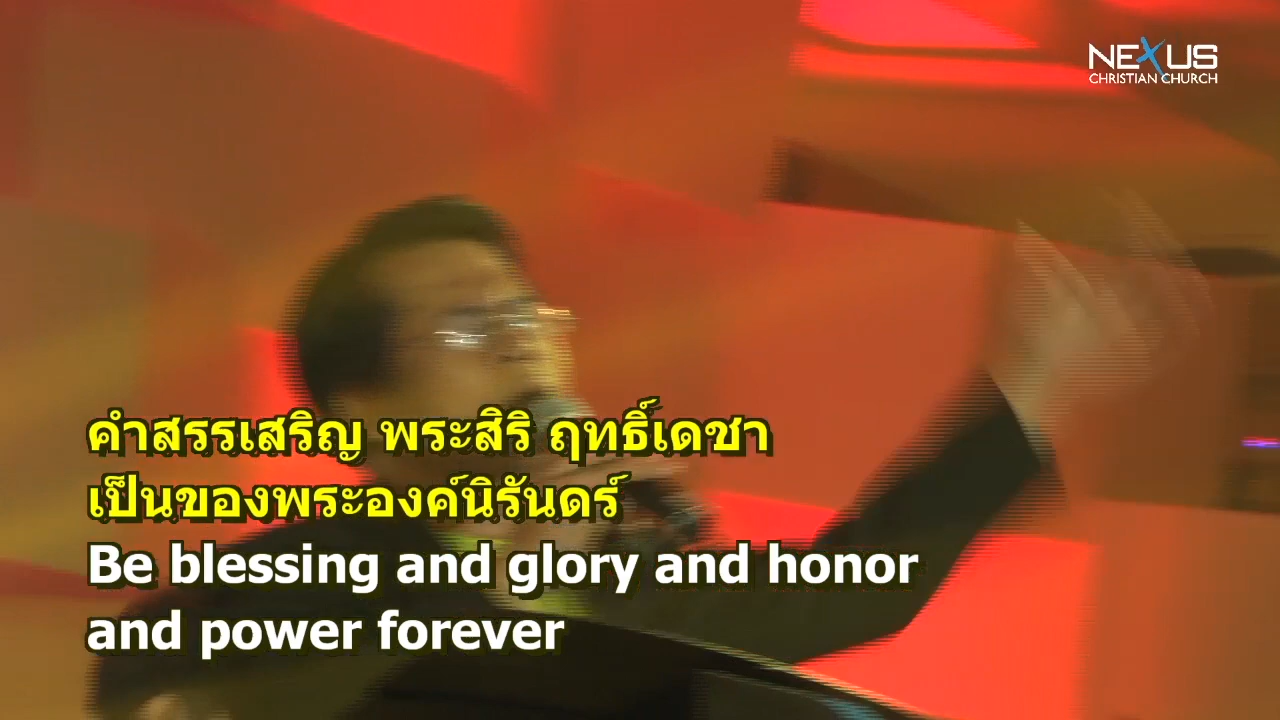 NEXUS
CHRISTIAN CHURCH
คำสรรเสริญ พระสิริ ฤทธิ์เดชา
เป็นของพระองค์นิรันดร์
Be blessing and glory and honor
and power forever